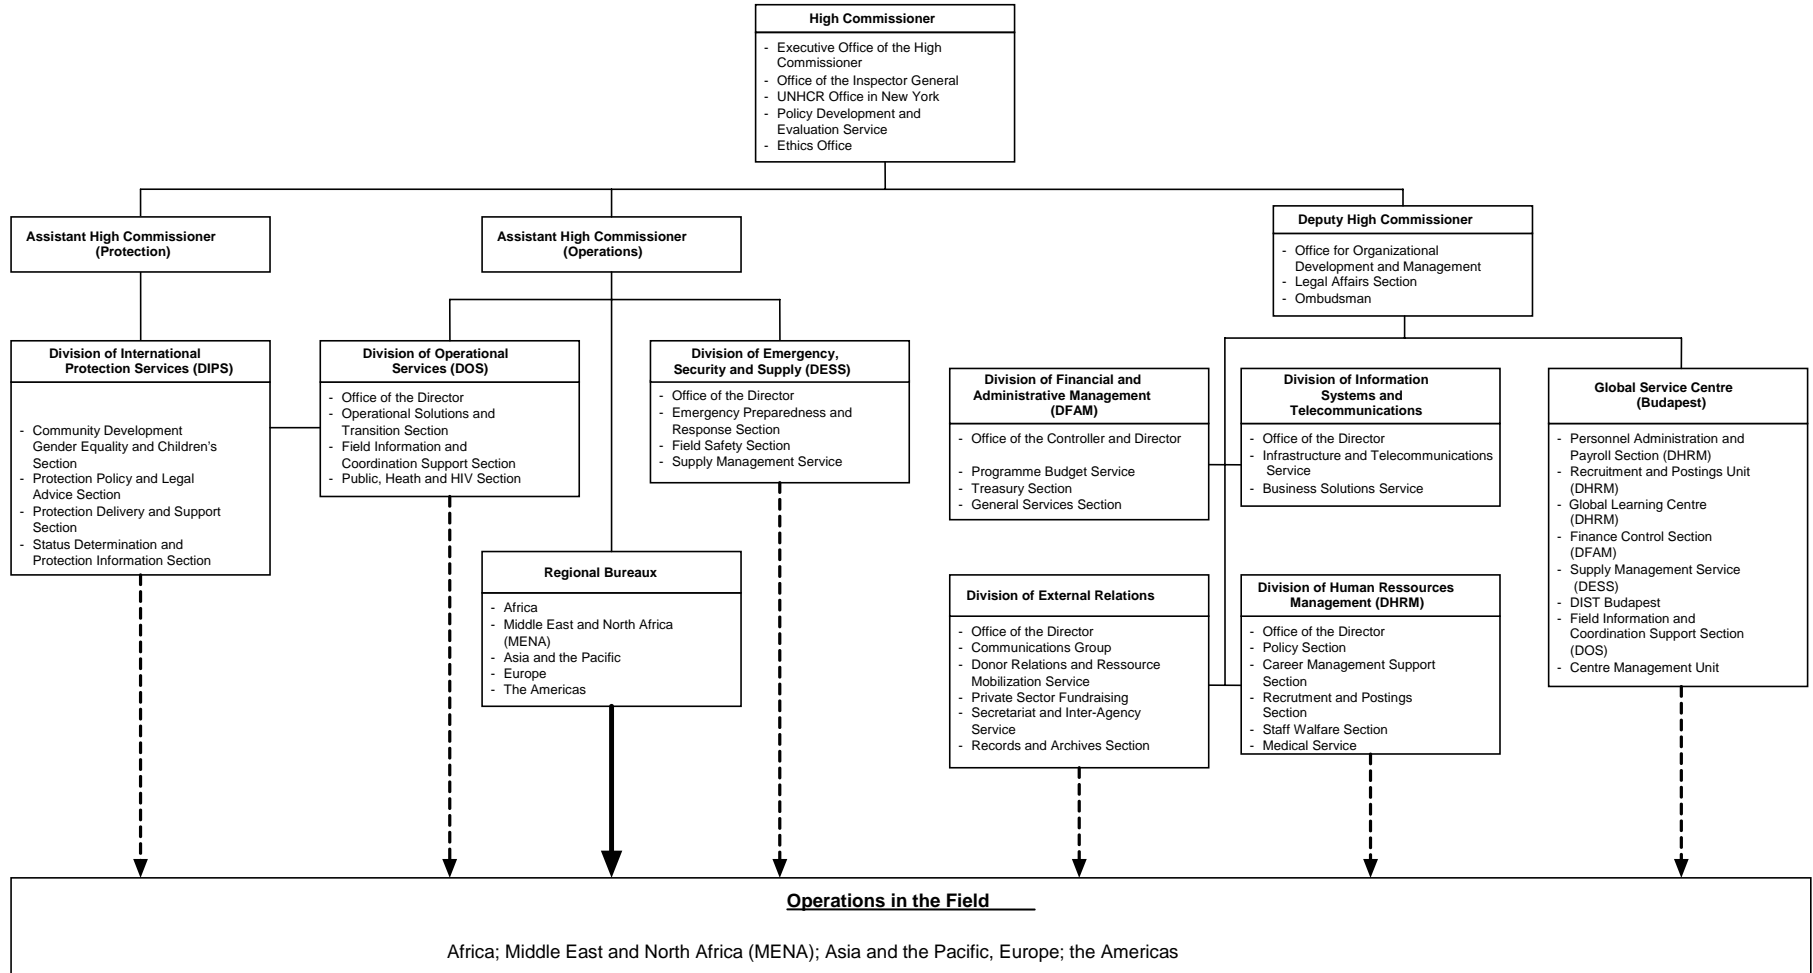 High Commissioner
- Executive Office of the High
Commissioner
- Office of the Inspector General
- UNHCR Office in New York
- Policy Development and
Evaluation Service
- Ethics Office
Assistant High Commissioner
(Protection)
Assistant High Commissioner
(Operations)
Deputy High Commissioner
- Office for Organizational
Development and Management
- Legal Affairs Section
- Ombudsman
Division of International
Protection Services (DIPS)
- Community Development
Gender Equality and Children's
Section
- Protection Policy and Legal
Advice Section
- Protection Delivery and Support
Section
- Status Determination and
Protection Information Section
Division of Operational
Services (DOS)
- Office of the Director
- Operational Solutions and
Transition Section
- Field Information and
Coordination Support Section
- Public, Heath and HIV Section
Division of Emergency,
Security and Supply (DESS)
- Office of the Director
- Emergency Preparedness and
Response Section
- Field Safety Section
- Supply Management Service
Regional Bureaux
- Africa
- Middle East and North Africa
(MENA)
- Asia and the Pacific
- Europe
- The Americas
Division of Financial and
Administrative Management
(DFAM)
- Office of the Controller and Director
- Programme Budget Service
- Treasury Section
- General Services Section
Division of Information
Systems and
Telecommunications
- Office of the Director
- Infrastructure and Telecommunications
Service
- Business Solutions Service
Division of External Relations
- Office of the Director
- Communications Group
- Donor Relations and Ressource
Mobilization Service
- Private Sector Fundraising
- Secretariat and Inter-Agency
Service
- Records and Archives Section
Division of Human Ressources
Management (DHRM)
- Office of the Director
- Policy Section
- Career Management Support
Section
- Recrutment and Postings
Section
- Staff Welfare Section
- Medical Service
Global Service Centre
(Budapest)
- Personnel Administration and
Payroll Section (DHRM)
- Recruitment and Postings Unit
(DHRM)
- Global Learning Centre
(DHRM)
- Finance Control Section
(DFAM)
- Supply Management Service
(DESS)
- DIST Budapest
- Field Information and
Coordination Support Section
(DOS)
- Centre Management Unit
Operations in the Field
Africa; Middle East and North Africa (MENA); Asia and the Pacific, Europe; the Americas